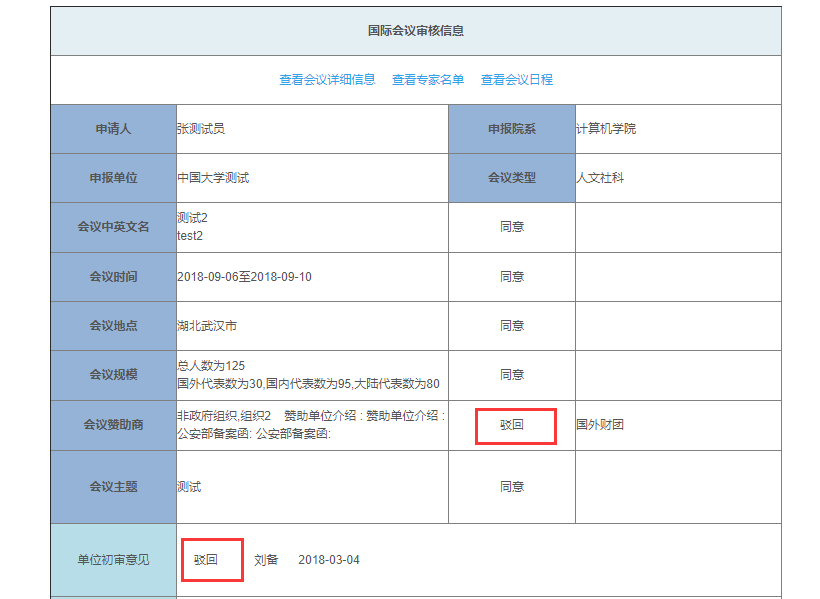 国际会议审核信息
查看会议详细信息 查看专家名单 查看会议日程
申请人 张测试员 申报院系 计算机学院
申报单位 中国大学测试 会议类型 人文社科
会议中英文名 测试2 同意
test2
会议时间 2018-09-06至2018-09-10 同意
会议地点 湖北武汉市 同意
会议规模 总人数为125 同意
国外代表数为30,国内代表数为95,大陆代表数为80
会议赞助商 非政府组织,组织2 赞助单位介绍 : 赞助单位介绍 : 驳回 国外财团
公安部备案函: 公安部备案函:
会议主题 测试 同意
单位初审意见 驳回 刘备 2018-03-04